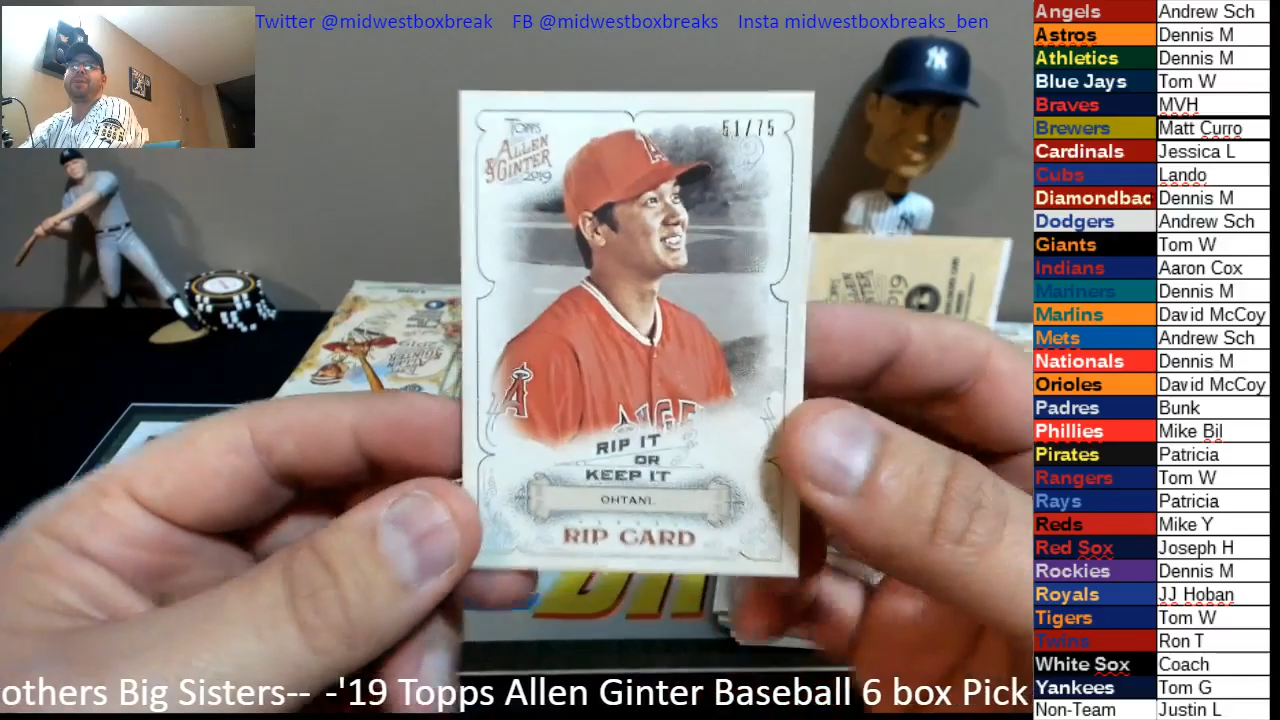 Twitter @midwestboxbreak FB @midwestboxbreaks Insta midwestboxbreaks_ben
TOPPS
ALLEN
& GINTER
2019
51/75
A
ANGE
RIP IT
OR
KEEP IT
OHTANI.
RIP CARD
Angels Andrew Sch
Astros Dennis M
Athletics Dennis M
Blue Jays Tom W
Braves MVH
Brewers Matt Curro
Cardinals Jessica L
Cubs Lando
Diamondbac Dennis M
Dodgers Andrew Sch
Giants Tom W
Indians Aaron Cox
Mariners Dennis M
Marlins David McCoy
Mets Andrew Sch
Nationals Dennis M
Orioles David McCoy
Padres Bunk
Phillies Mike Bil
Pirates Patricia
Rangers Tom W
Rays Patricia
Reds Mike Y
Red Sox Joseph H
Rockies Dennis M
Royals JJ Hoban
Tigers Tom W
Twins Ron T
White Sox Coach
Yankees Tom G
Non-Team Justin L
others Big Sisters-- -'19 Topps Allen Ginter Baseball 6 box Pick